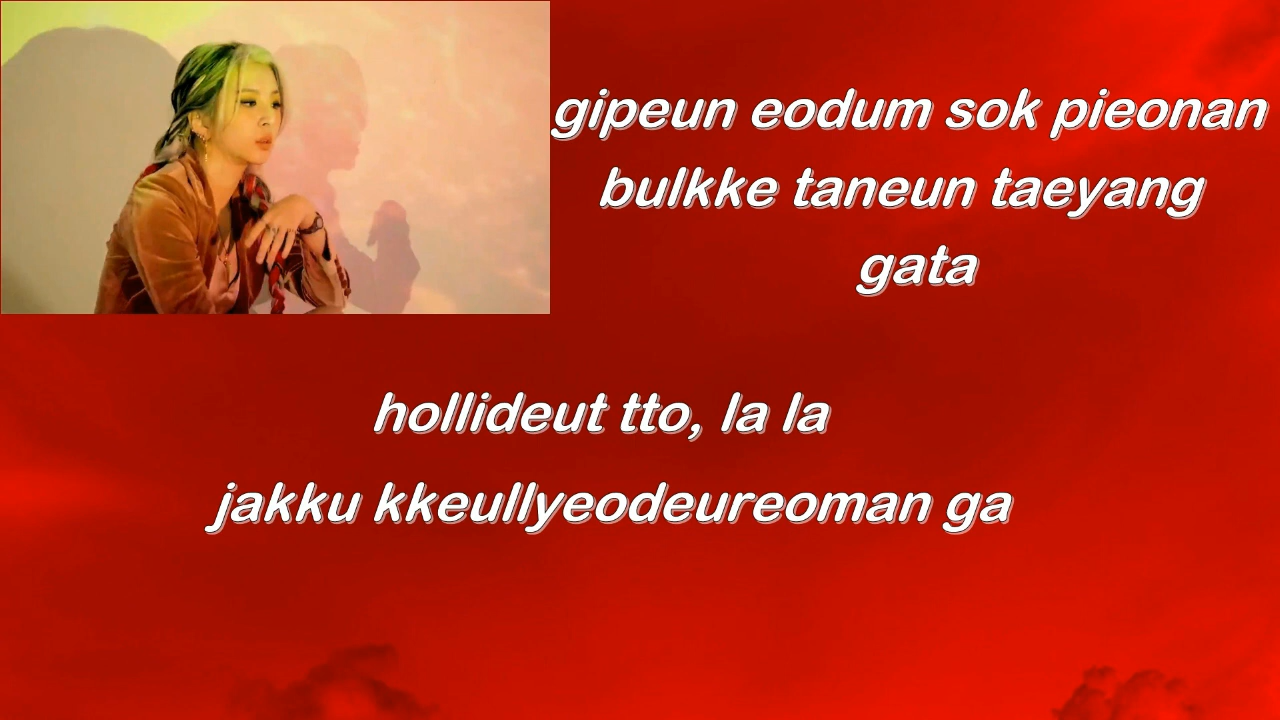 gipeun eodum sok pieonan
bulkke taneun taeyang
gata
hollideut tto, la la
jakku kkeullyeodeureoman ga